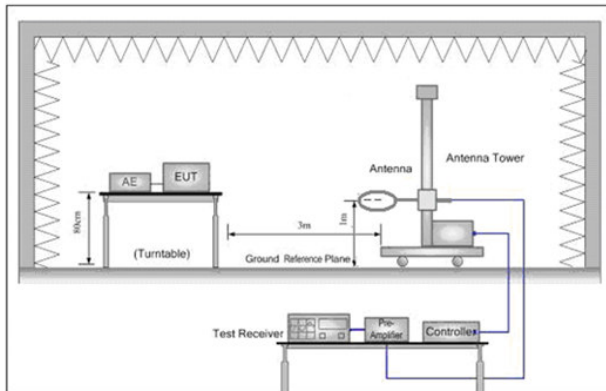 Antenna
Antenna Tower
AE
EUT
80cm
(Turntable)
3m
1m
Ground Reference Plane
Test Receiver
Pre-
Amplifier
Controller